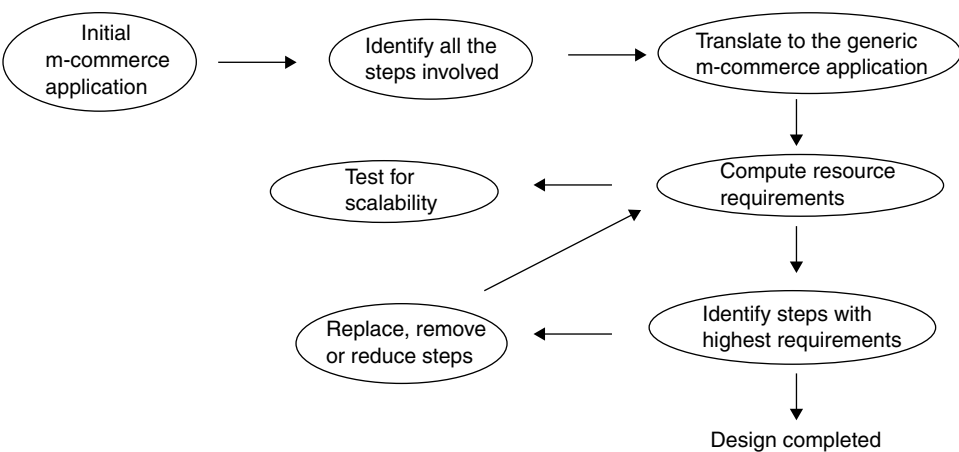 Initial
m-commerce
application
Identify all the
steps involved
Translate to the generic
m-commerce application
Test for
scalability
Compute resource
requirements
Replace, remove
or reduce steps
Identify steps with
highest requirements
Design completed